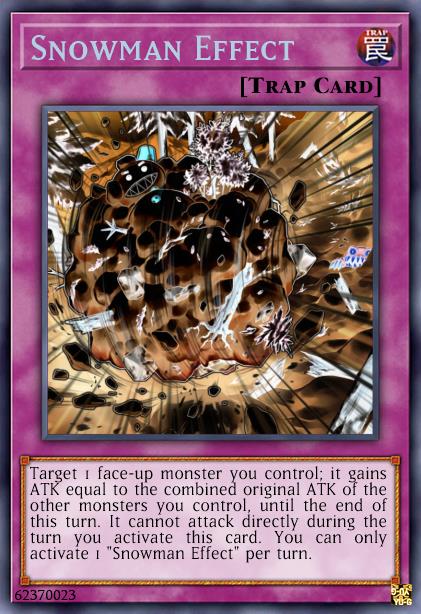 Snowman Effect
TRAP
罠
[Trap Card]
Target 1 face-up monster you control; it gains
ATK equal to the combined original ATK of the
other monsters you control, until the end of
this turn. It cannot attack directly during the
turn you activate this card. You can only
activate 1 "Snowman Effect" per turn.
62370023